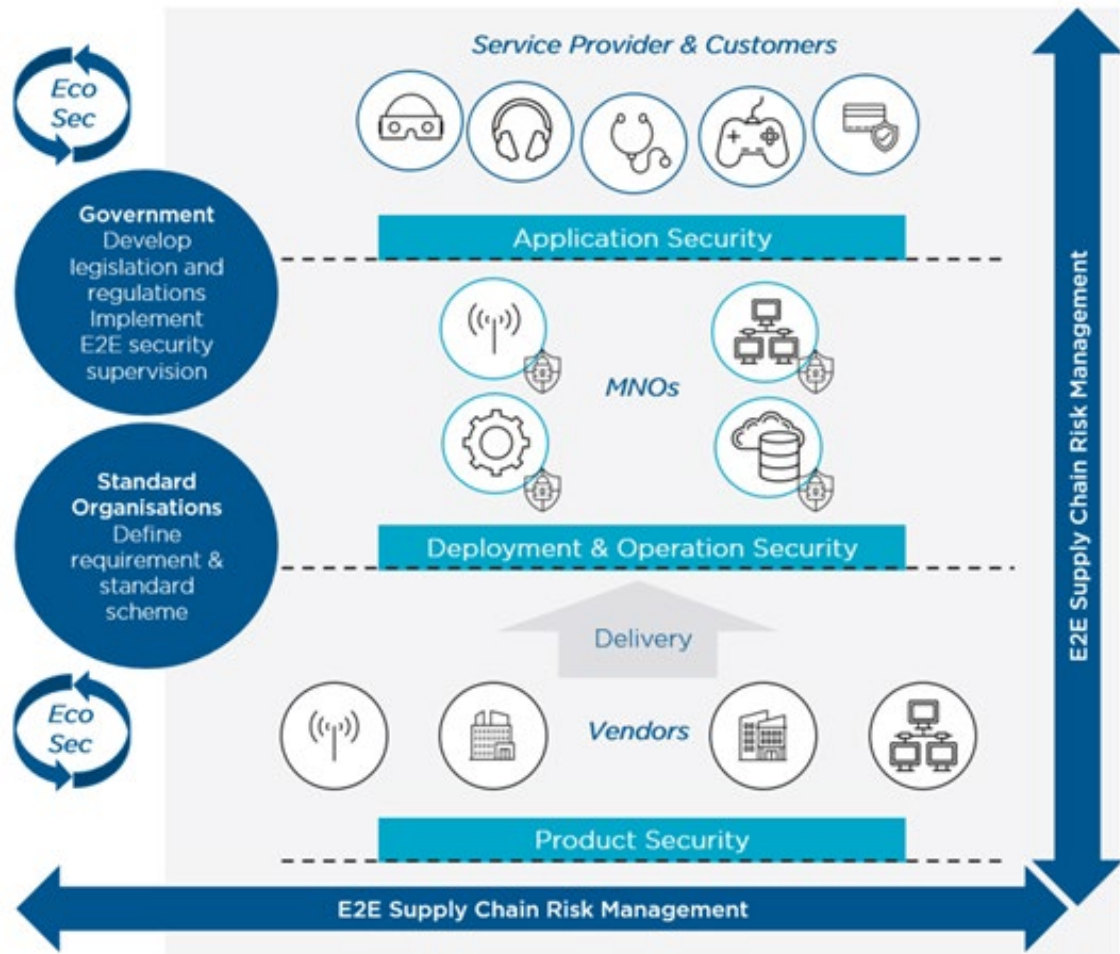 Service Provider & Customers
Eco
Sec
Government
Develop
legislation and
regulations
Implement
E2E security
supervision
Application Security
MNOs
Standard
Organisations
Define
requirement &
standard
scheme
Deployment & Operation Security
Delivery
Eco
Sec
Vendors
Product Security
E2E Supply Chain Risk Management
E2E Supply Chain Risk Management